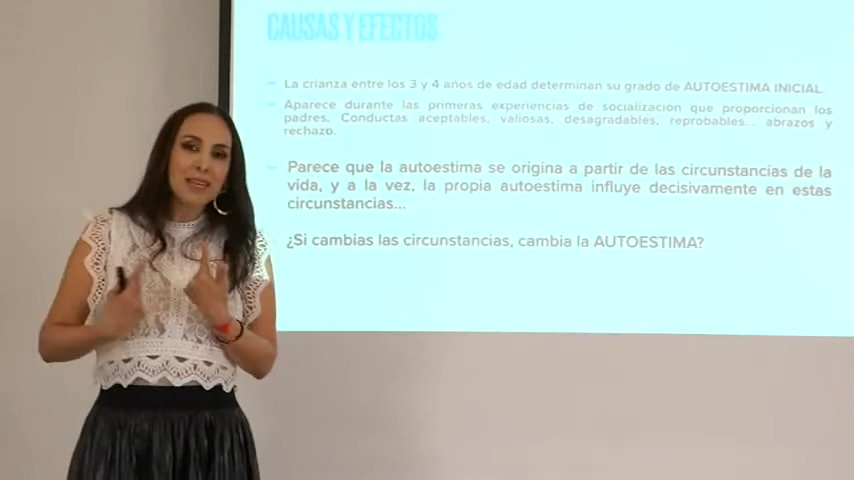 CAUSAS Y EFECTOS
– La crianza entre los 3 y 4 años de edad determinan su grado de AUTOESTIMA INICIAL.
– Aparece durante las primeras experiencias de socialización que proporcionan los
padres. Conductas aceptables, valiosas, desagradables, reprobables... abrazos y
rechazo.
– Parece que la autoestima se origina a partir de las circunstancias de la
vida, y a la vez, la propia autoestima influye decisivamente en estas
circunstancias...
¿Si cambias las circunstancias, cambia la AUTOESTIMA?